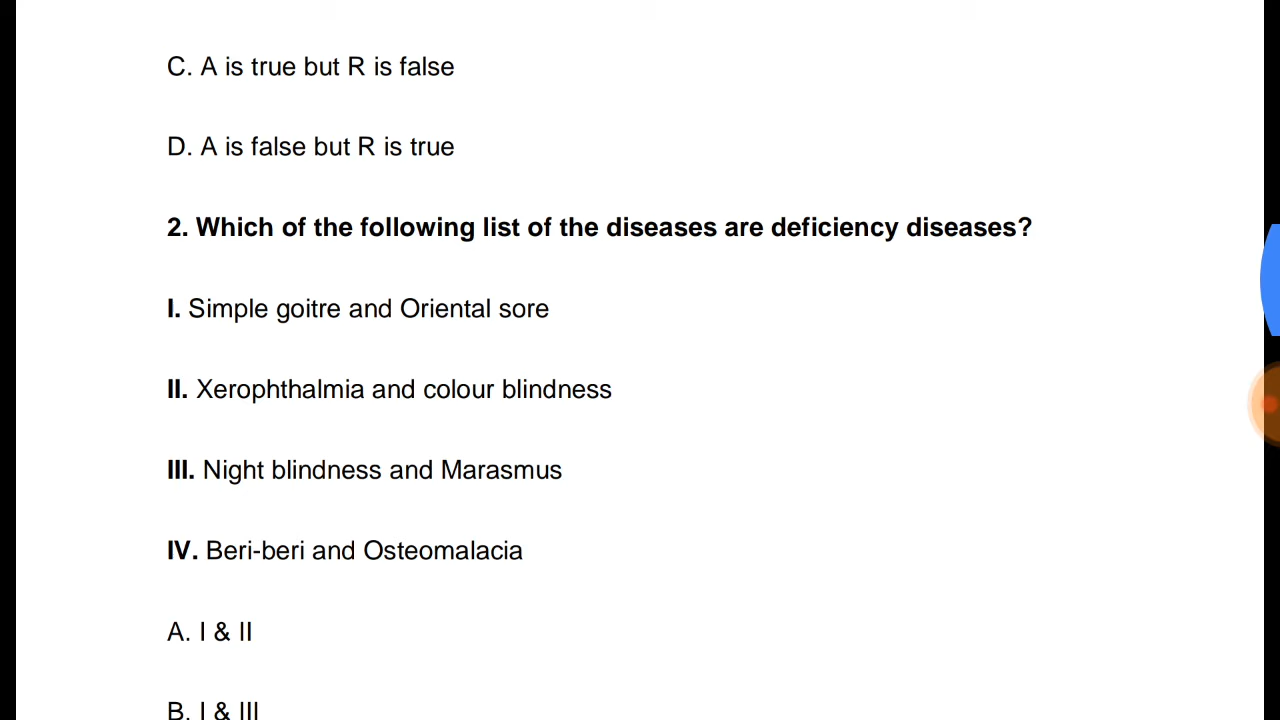 C. A is true but R is false
D. A is false but R is true
2. Which of the following list of the diseases are deficiency diseases?
I. Simple goitre and Oriental sore
II. Xerophthalmia and colour blindness
III. Night blindness and Marasmus
IV. Beri-beri and Osteomalacia
A. I & II
B. I & III